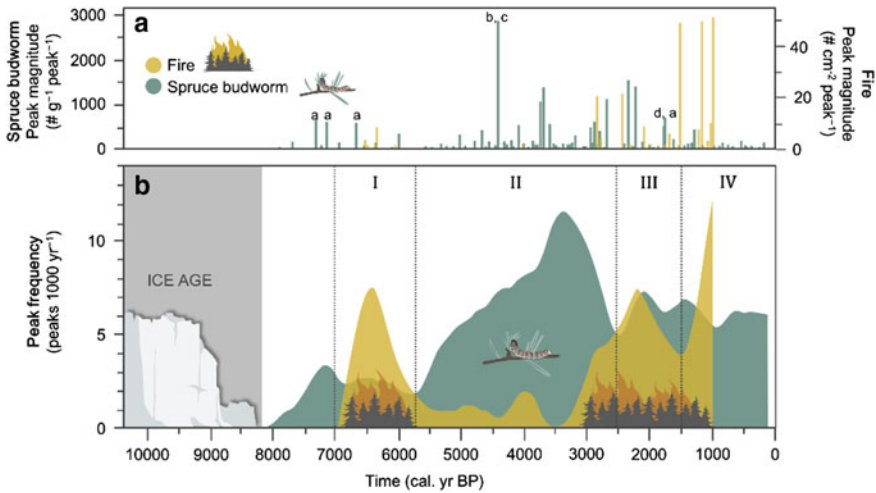 a
b, c
Fire
Spruce budworm
a
a
a
d
a
3000
2000
1000
0
Spruce budworm
Peak magnitude
(# g⁻¹ peak⁻¹)
40
20
0
Fire
Peak magnitude
(# cm⁻² peak⁻¹)
b
I
II
III
IV
ICE AGE
10
5
0
Peak frequency
(peaks 1000 yr⁻¹)
10000
9000
8000
7000
6000
5000
4000
3000
2000
1000
0
Time (cal. yr BP)